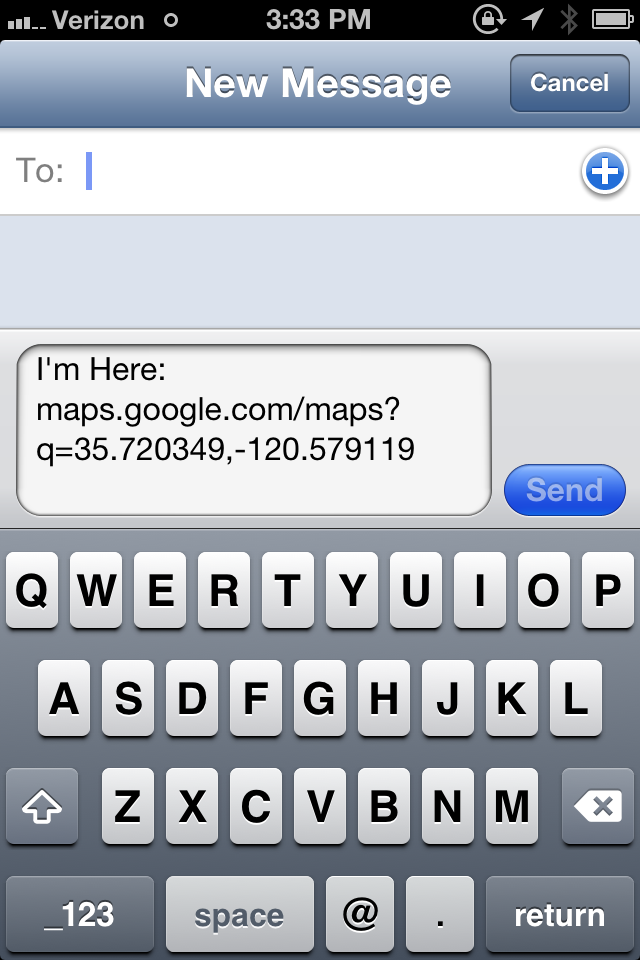 Verizon 3:33 PM
New Message Cancel
To:
I'm Here:
maps.google.com/maps?
q=35.720349,-120.579119
Send
Q W E R T Y U I O P
A S D F G H J K L
Z X C V B N M
_123 space @ . return